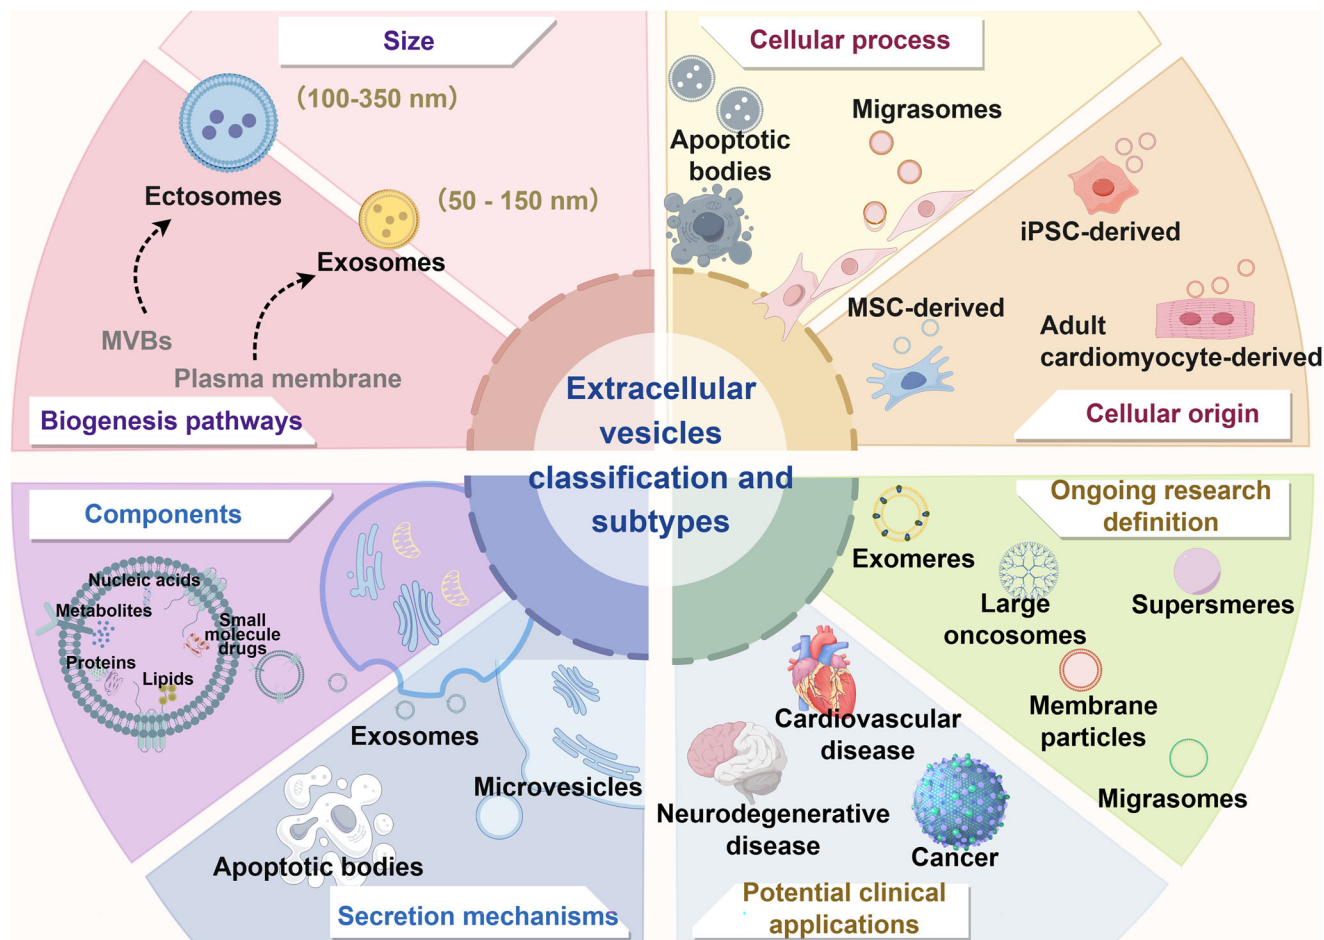 Size
(100-350 nm)
Ectosomes
(50 - 150 nm)
Exosomes
MVBs
Plasma membrane
Biogenesis pathways
Cellular process
Migrasomes
Apoptotic
bodies
iPSC-derived
MSC-derived
Adult
cardiomyocyte-derived
Cellular origin
Extracellular
vesicles
classification and
subtypes
Components
Nucleic acids
Metabolites
Small
molecule
drugs
Proteins
Lipids
Exosomes
Microvesicles
Apoptotic bodies
Secretion mechanisms
Ongoing research
definition
Exomeres
Large
oncosomes
Supersmeres
Membrane
particles
Migrasomes
Cardiovascular
disease
Neurodegenerative
disease
Cancer
Potential clinical
applications